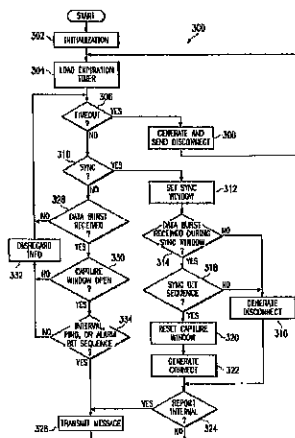 START
300
302
INITIALIZATION
304
LOAD EXPIRATION
TIMER
306
TIMEOUT
?
YES
NO
GENERATE AND
SEND DISCONNECT
308
310
SYNC
?
YES
NO
SET SYNC
WINDOW
312
328
DATA BURST
RECEIVED
?
NO
YES
DATA BURST
RECEIVED DURING
SYNC WINDOW
?
314
NO
YES
DISREGARD
INFO
332
330
CAPTURE
WINDOW OPEN
?
NO
YES
318
SYNC BIT
SEQUENCE
?
NO
YES
GENERATE
DISCONNECT
316
334
INTERVAL,
PING, OR ALARM
BIT SEQUENCE
?
NO
YES
RESET CAPTURE
WINDOW
320
GENERATE
CONNECT
322
REPORT
INTERVAL
?
324
YES
NO
326
TRANSMIT MESSAGE